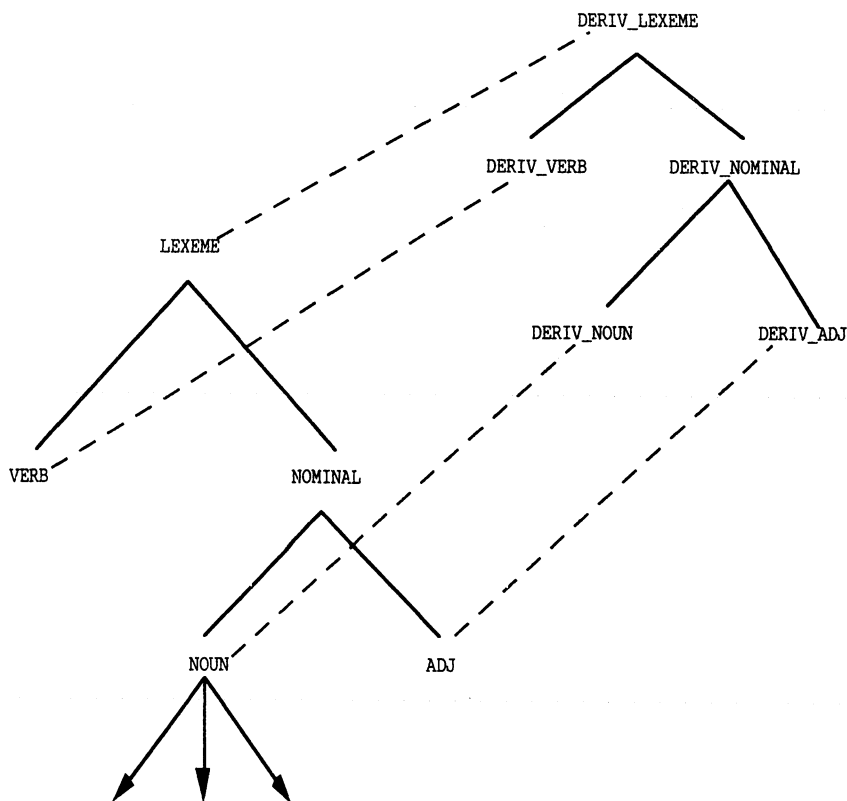 DERIV_LEXEME
DERIV_VERB DERIV_NOMINAL
LEXEME
DERIV_NOUN DERIV_ADJ
VERB NOMINAL
NOUN ADJ